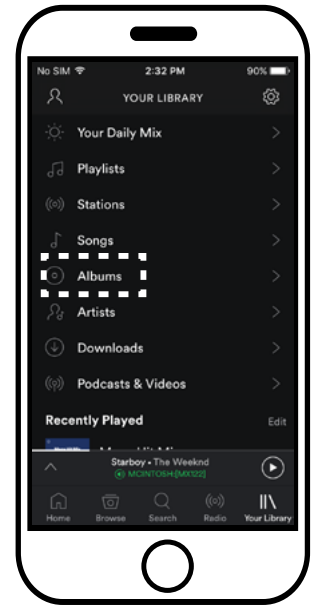 No SIM 2:32 PM 90%
YOUR LIBRARY
Your Daily Mix
Playlists
Stations
Songs
Albums
Artists
Downloads
Podcasts & Videos
Recently Played Edit
Starboy • The Weeknd
MCINTOSH-[MX122]
Home Browse Search Radio Your Library